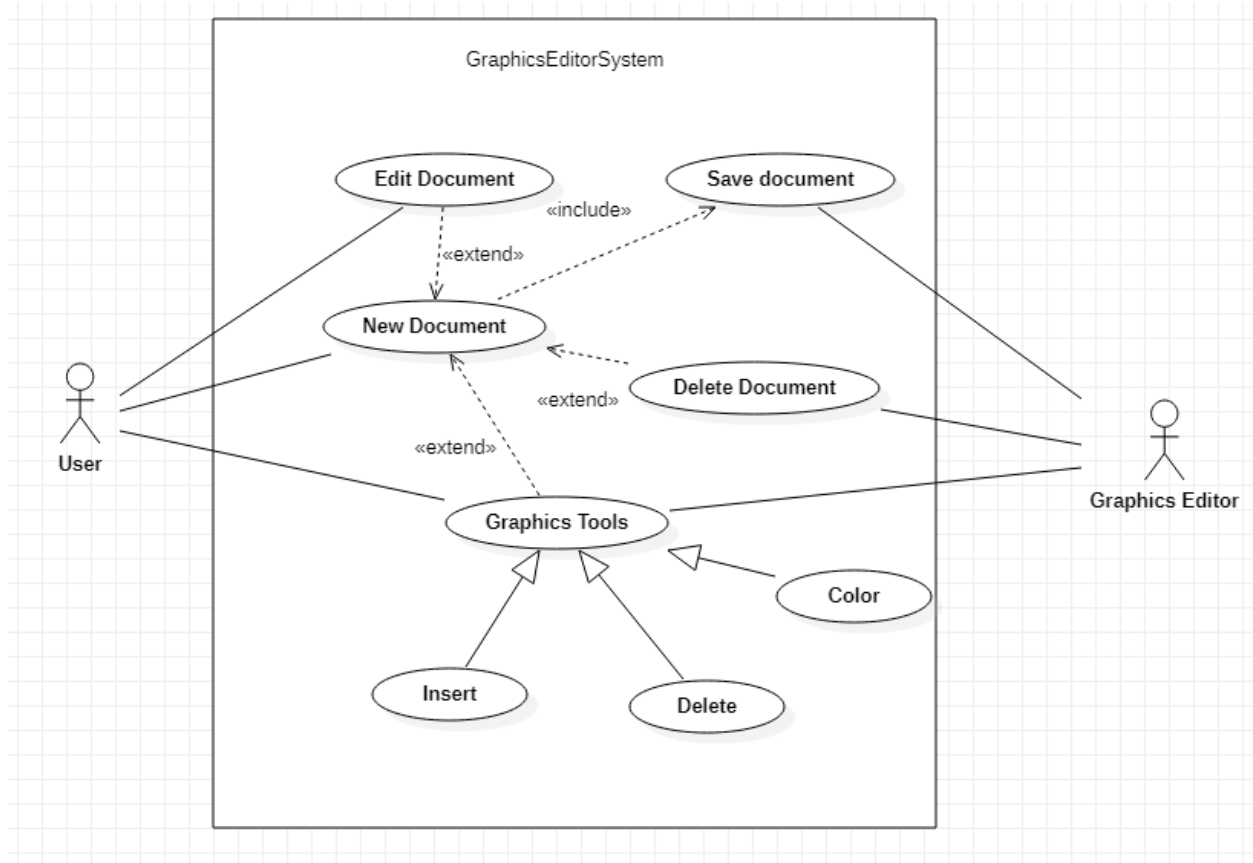 GraphicsEditorSystem
Edit Document
Save document
«include»
«extend»
New Document
Delete Document
«extend»
«extend»
User
Graphics Editor
Graphics Tools
Color
Insert
Delete